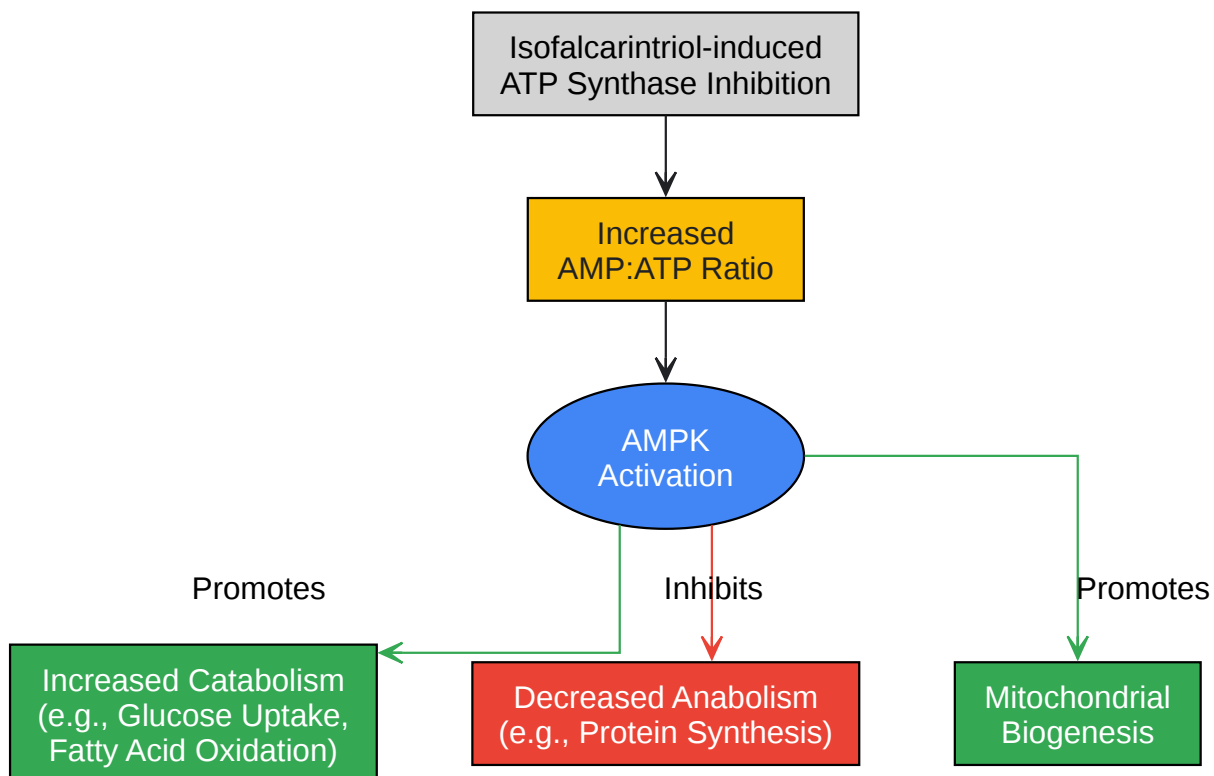 Isofalcarintriol-induced
ATP Synthase Inhibition
Increased
AMP:ATP Ratio
AMPK
Activation
Promotes
Inhibits
Promotes
Increased Catabolism
(e.g., Glucose Uptake,
Fatty Acid Oxidation)
Decreased Anabolism
(e.g., Protein Synthesis)
Mitochondrial
Biogenesis